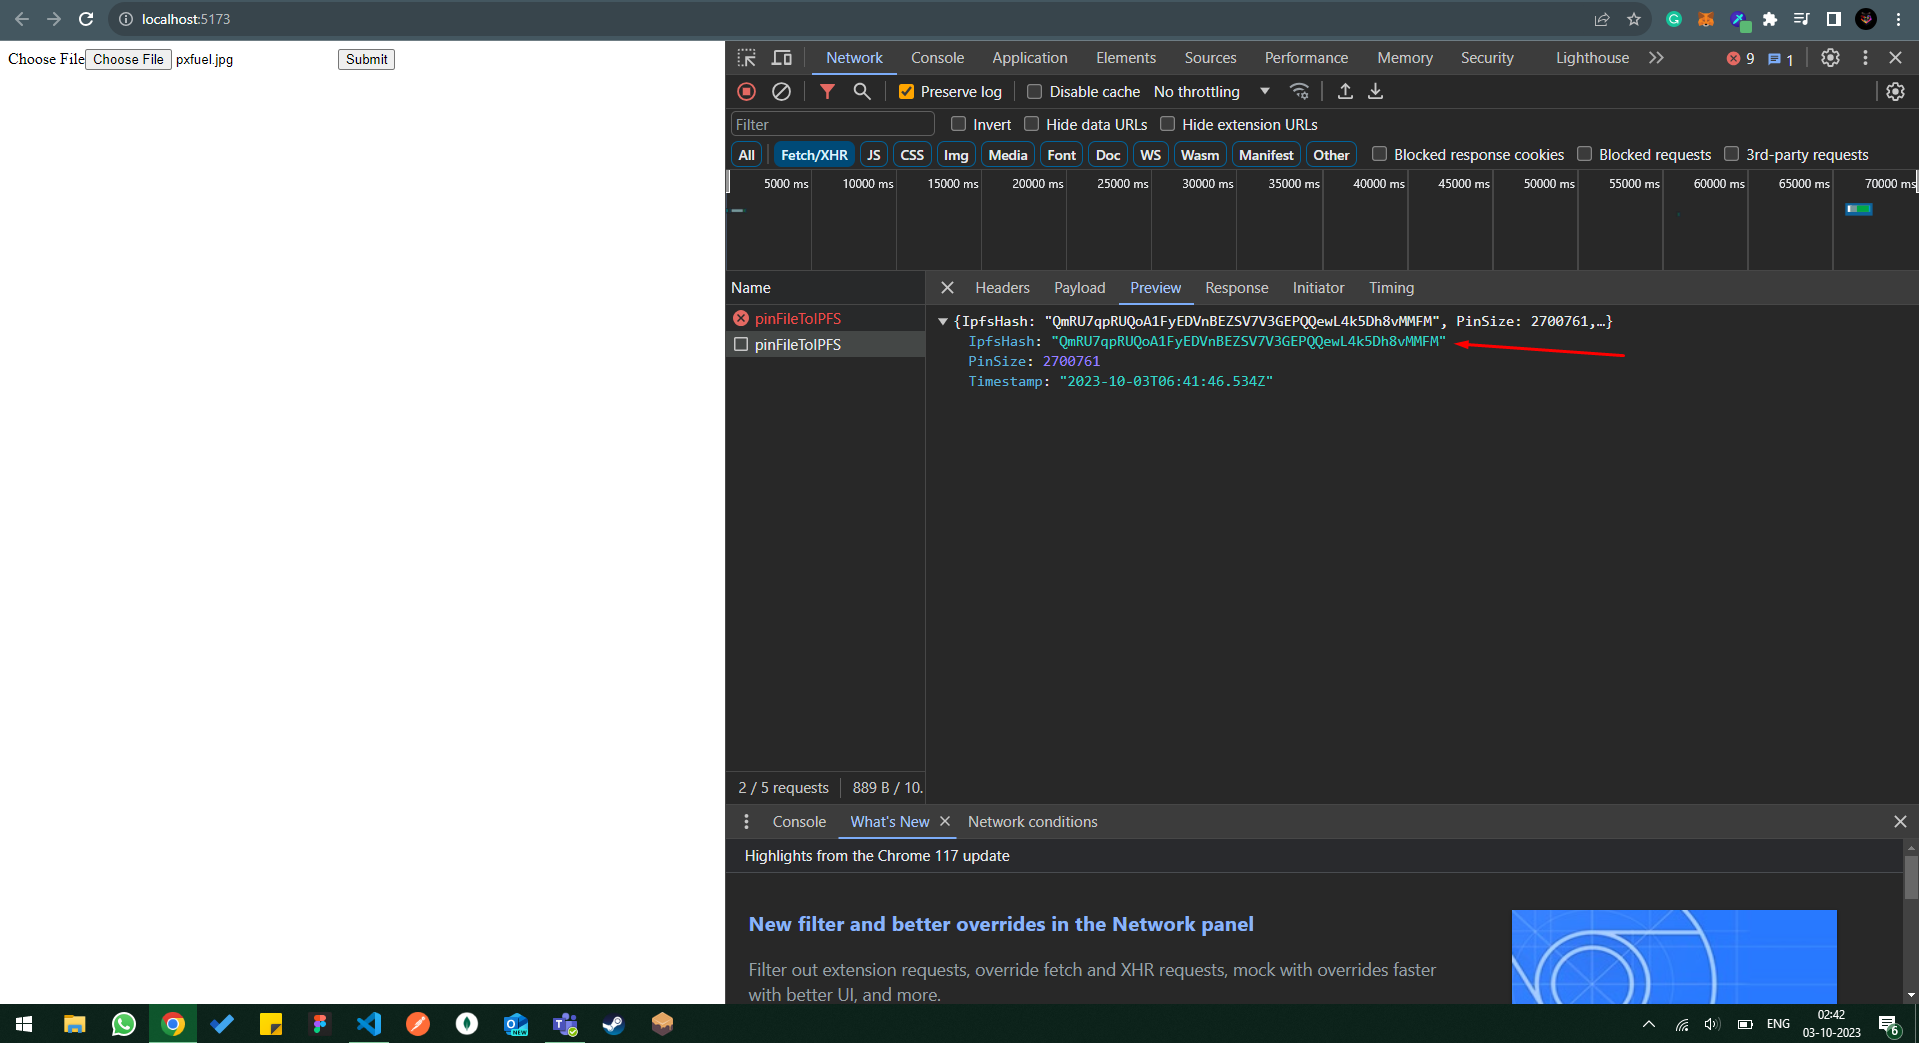 localhost:5173
Choose File Choose File pxfuel.jpg Submit
Network Console Application Elements Sources Performance Memory Security Lighthouse 9 1
Preserve log Disable cache No throttling
Filter Invert Hide data URLs Hide extension URLs
All Fetch/XHR JS CSS Img Media Font Doc WS Wasm Manifest Other Blocked response cookies Blocked requests 3rd-party requests
5000 ms 10000 ms 15000 ms 20000 ms 25000 ms 30000 ms 35000 ms 40000 ms 45000 ms 50000 ms 55000 ms 60000 ms 65000 ms 70000 ms
Name
Headers Payload Preview Response Initiator Timing
pinFileToIPFS
pinFileToIPFS
{IpfsHash: "QmRU7qpRUQoA1FyEDVnBEZSV7V3GEPQQewL4k5Dh8vMMFM", PinSize: 2700761,…}
IpfsHash: "QmRU7qpRUQoA1FyEDVnBEZSV7V3GEPQQewL4k5Dh8vMMFM"
PinSize: 2700761
Timestamp: "2023-10-03T06:41:46.534Z"
2 / 5 requests 889 B / 10.
Console What's New Network conditions
Highlights from the Chrome 117 update
New filter and better overrides in the Network panel
Filter out extension requests, override fetch and XHR requests, mock with overrides faster
with better UI, and more.
NEW
ENG
02:42
03-10-2023
6